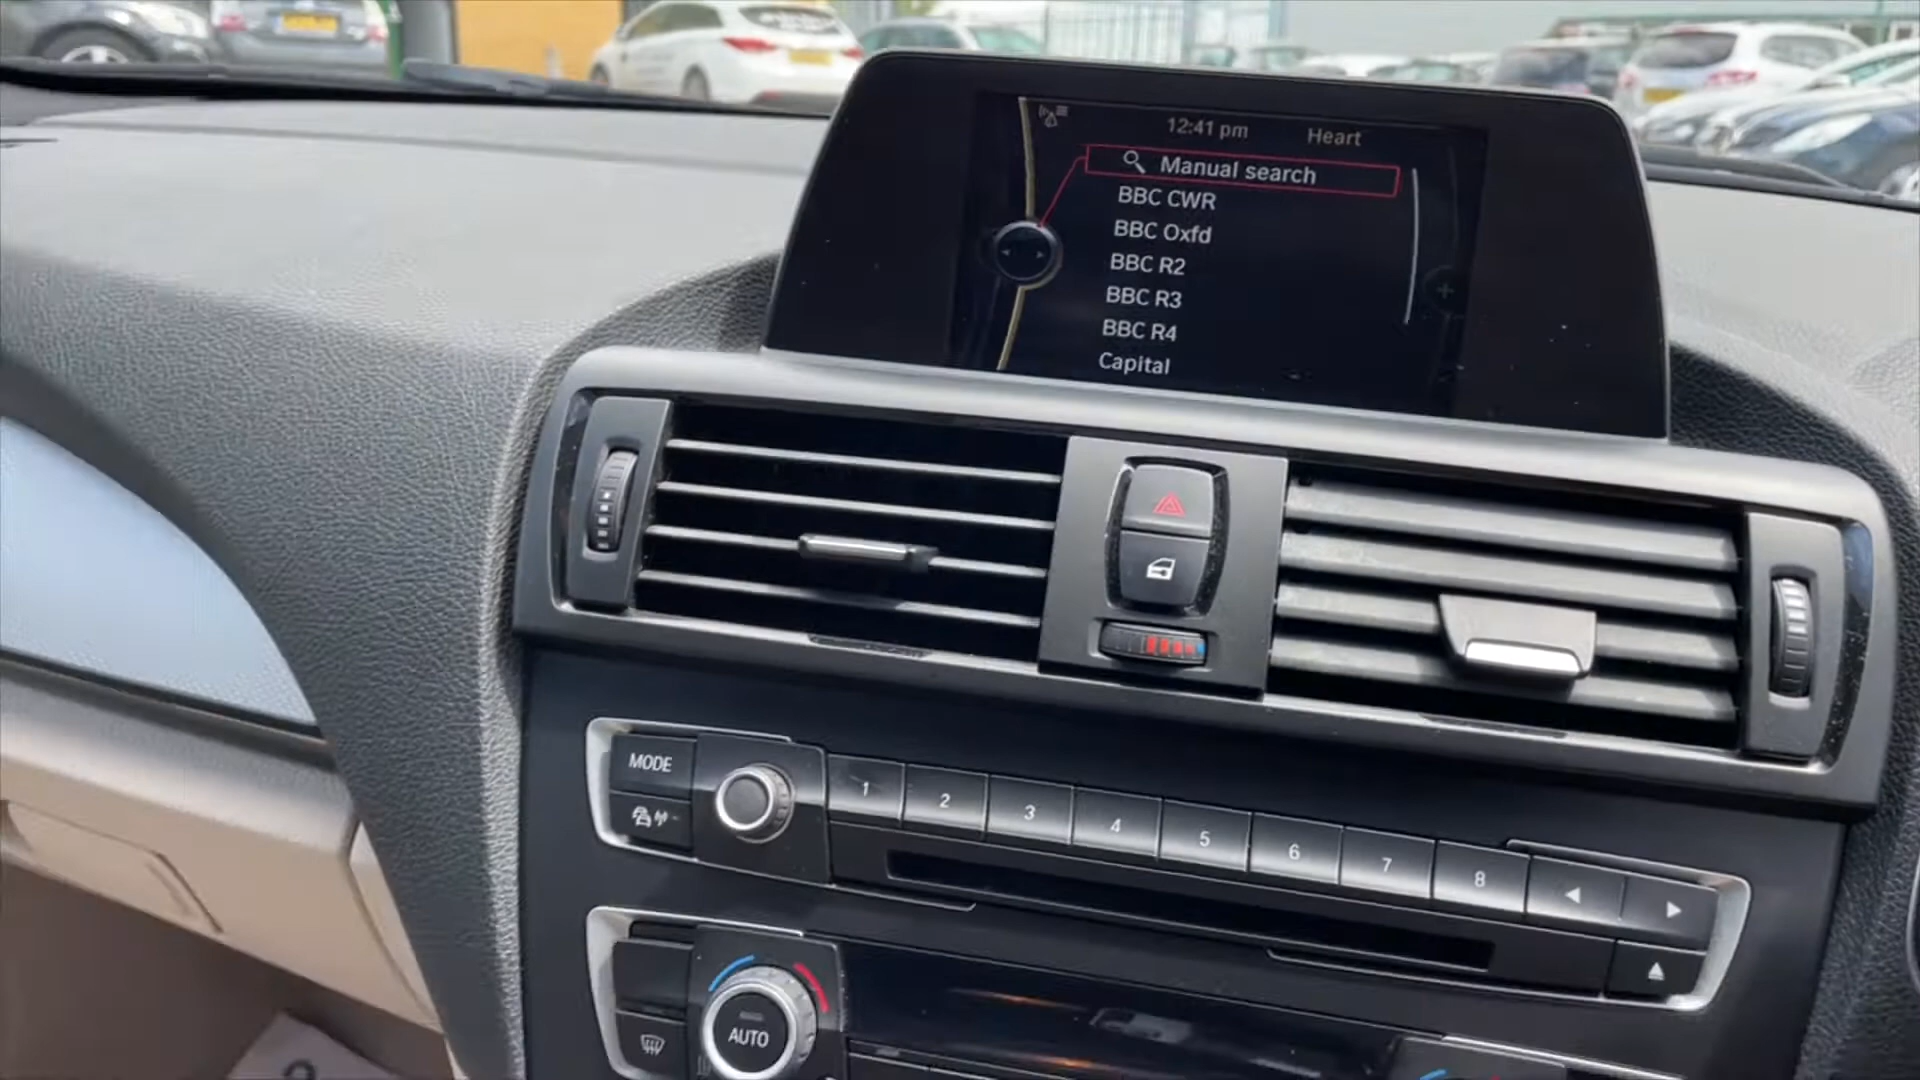 12:41 pm Heart
Manual search
BBC CWR
BBC Oxfd
BBC R2
BBC R3
BBC R4
Capital
MODE
1 2 3 4 5 6 7 8
AUTO